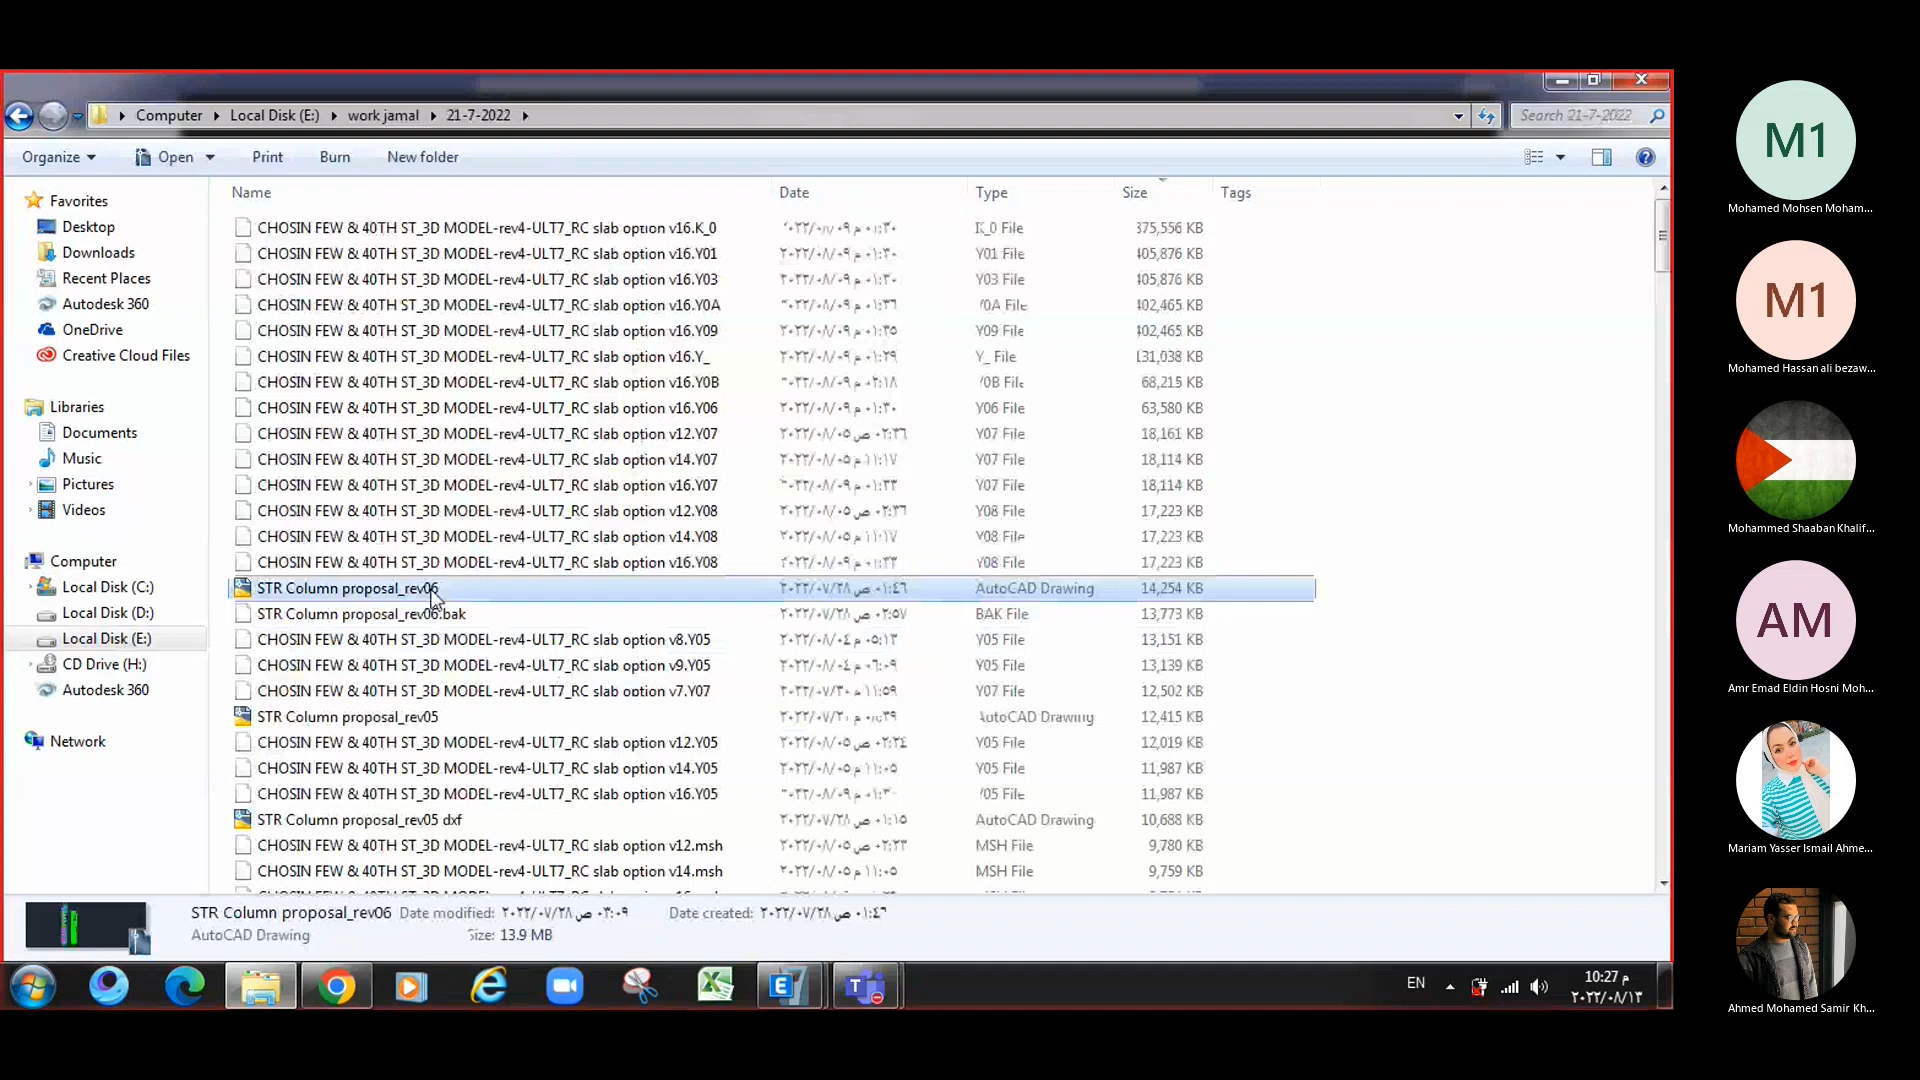 Computer ▸ Local Disk (E:) ▸ work jamal ▸ 21-7-2022 ▸
Search 21-7-2022
Organize Open Print Burn New folder
Name Date Type Size Tags
Favorites
Desktop
Downloads
Recent Places
Autodesk 360
OneDrive
Creative Cloud Files
Libraries
Documents
Music
Pictures
Videos
Computer
Local Disk (C:)
Local Disk (D:)
Local Disk (E:)
CD Drive (H:)
Autodesk 360
Network
CHOSIN FEW & 40TH ST_3D MODEL-rev4-ULT7_RC slab option v16.K_0 K_0 File 375,556 KB
CHOSIN FEW & 40TH ST_3D MODEL-rev4-ULT7_RC slab option v16.Y01 Y01 File 405,876 KB
CHOSIN FEW & 40TH ST_3D MODEL-rev4-ULT7_RC slab option v16.Y03 Y03 File 405,876 KB
CHOSIN FEW & 40TH ST_3D MODEL-rev4-ULT7_RC slab option v16.Y0A Y0A File 402,465 KB
CHOSIN FEW & 40TH ST_3D MODEL-rev4-ULT7_RC slab option v16.Y09 Y09 File 402,465 KB
CHOSIN FEW & 40TH ST_3D MODEL-rev4-ULT7_RC slab option v16.Y_ Y_ File 131,038 KB
CHOSIN FEW & 40TH ST_3D MODEL-rev4-ULT7_RC slab option v16.Y0B Y0B File 68,215 KB
CHOSIN FEW & 40TH ST_3D MODEL-rev4-ULT7_RC slab option v16.Y06 Y06 File 63,580 KB
CHOSIN FEW & 40TH ST_3D MODEL-rev4-ULT7_RC slab option v12.Y07 Y07 File 18,161 KB
CHOSIN FEW & 40TH ST_3D MODEL-rev4-ULT7_RC slab option v14.Y07 Y07 File 18,114 KB
CHOSIN FEW & 40TH ST_3D MODEL-rev4-ULT7_RC slab option v16.Y07 Y07 File 18,114 KB
CHOSIN FEW & 40TH ST_3D MODEL-rev4-ULT7_RC slab option v12.Y08 Y08 File 17,223 KB
CHOSIN FEW & 40TH ST_3D MODEL-rev4-ULT7_RC slab option v14.Y08 Y08 File 17,223 KB
CHOSIN FEW & 40TH ST_3D MODEL-rev4-ULT7_RC slab option v16.Y08 Y08 File 17,223 KB
STR Column proposal_rev06 AutoCAD Drawing 14,254 KB
STR Column proposal_rev06.bak BAK File 13,773 KB
CHOSIN FEW & 40TH ST_3D MODEL-rev4-ULT7_RC slab option v8.Y05 Y05 File 13,151 KB
CHOSIN FEW & 40TH ST_3D MODEL-rev4-ULT7_RC slab option v9.Y05 Y05 File 13,139 KB
CHOSIN FEW & 40TH ST_3D MODEL-rev4-ULT7_RC slab option v7.Y07 Y07 File 12,502 KB
STR Column proposal_rev05 AutoCAD Drawing 12,415 KB
CHOSIN FEW & 40TH ST_3D MODEL-rev4-ULT7_RC slab option v12.Y05 Y05 File 12,019 KB
CHOSIN FEW & 40TH ST_3D MODEL-rev4-ULT7_RC slab option v14.Y05 Y05 File 11,987 KB
CHOSIN FEW & 40TH ST_3D MODEL-rev4-ULT7_RC slab option v16.Y05 Y05 File 11,987 KB
STR Column proposal_rev05 dxf AutoCAD Drawing 10,688 KB
CHOSIN FEW & 40TH ST_3D MODEL-rev4-ULT7_RC slab option v12.msh MSH File 9,780 KB
CHOSIN FEW & 40TH ST_3D MODEL-rev4-ULT7_RC slab option v14.msh MSH File 9,759 KB
STR Column proposal_rev06 Date modified: ٢٠٢٢/٠٧/٢٨ ص ٠٣:٠٩ Date created: ٢٠٢٢/٠٧/٢٨ ص ٠١:٤٦
AutoCAD Drawing Size: 13.9 MB
EN
10:27 م
٢٠٢٢/٠٨/١٣
M1
Mohamed Mohsen Moham...
M1
Mohamed Hassan ali bezaw...
Mohammed Shaaban Khalif...
AM
Amr Emad Eldin Hosni Moh...
Mariam Yasser Ismail Ahme...
Ahmed Mohamed Samir Kh...